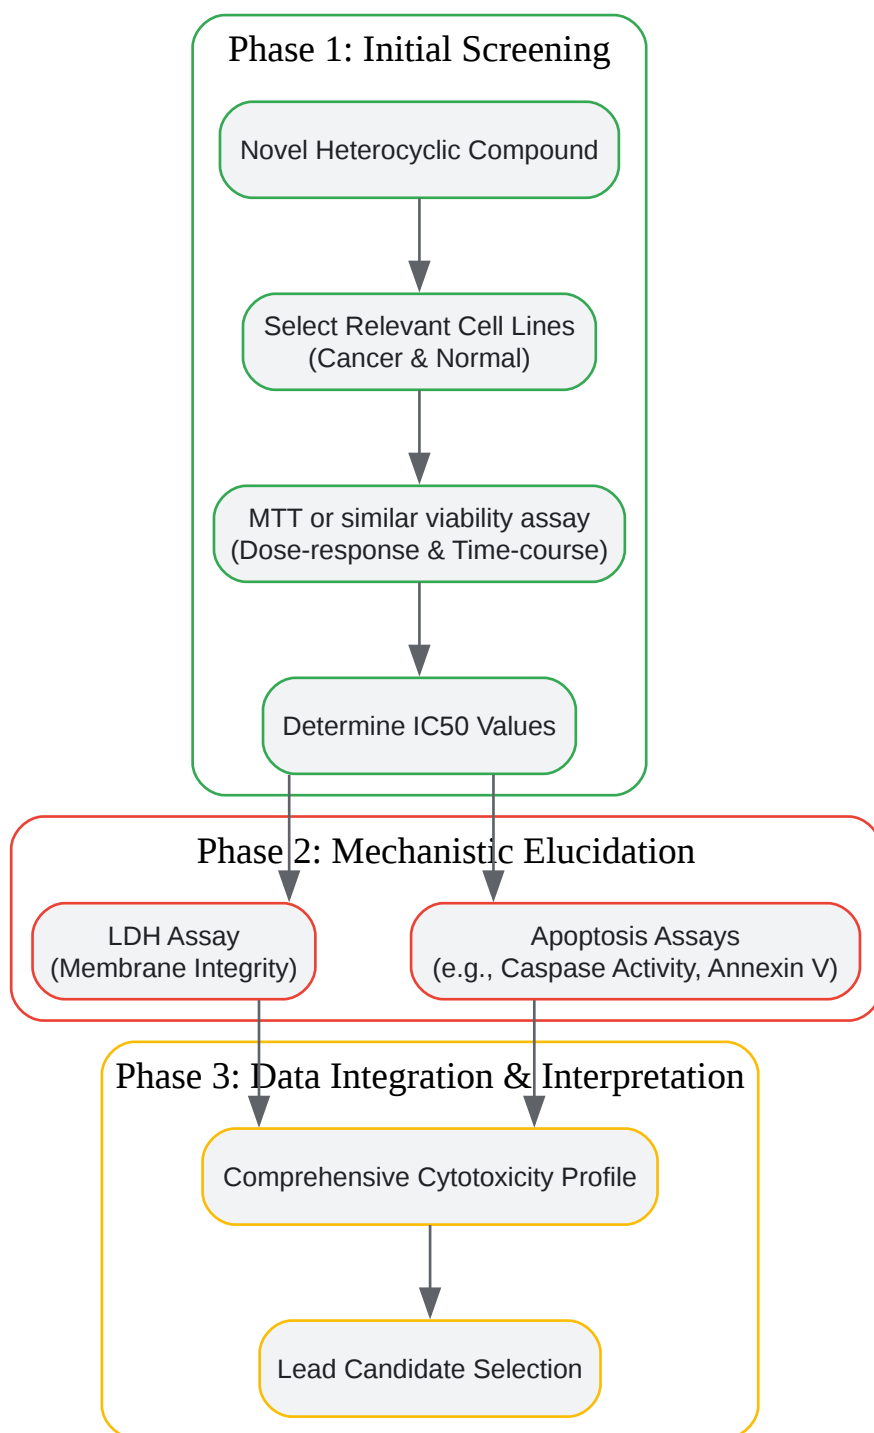 Phase 1: Initial Screening
Novel Heterocyclic Compound
Select Relevant Cell Lines
(Cancer & Normal)
MTT or similar viability assay
(Dose-response & Time-course)
Determine IC50 Values
Phase 2: Mechanistic Elucidation
LDH Assay
(Membrane Integrity)
Apoptosis Assays
(e.g., Caspase Activity, Annexin V)
Phase 3: Data Integration & Interpretation
Comprehensive Cytotoxicity Profile
Lead Candidate Selection